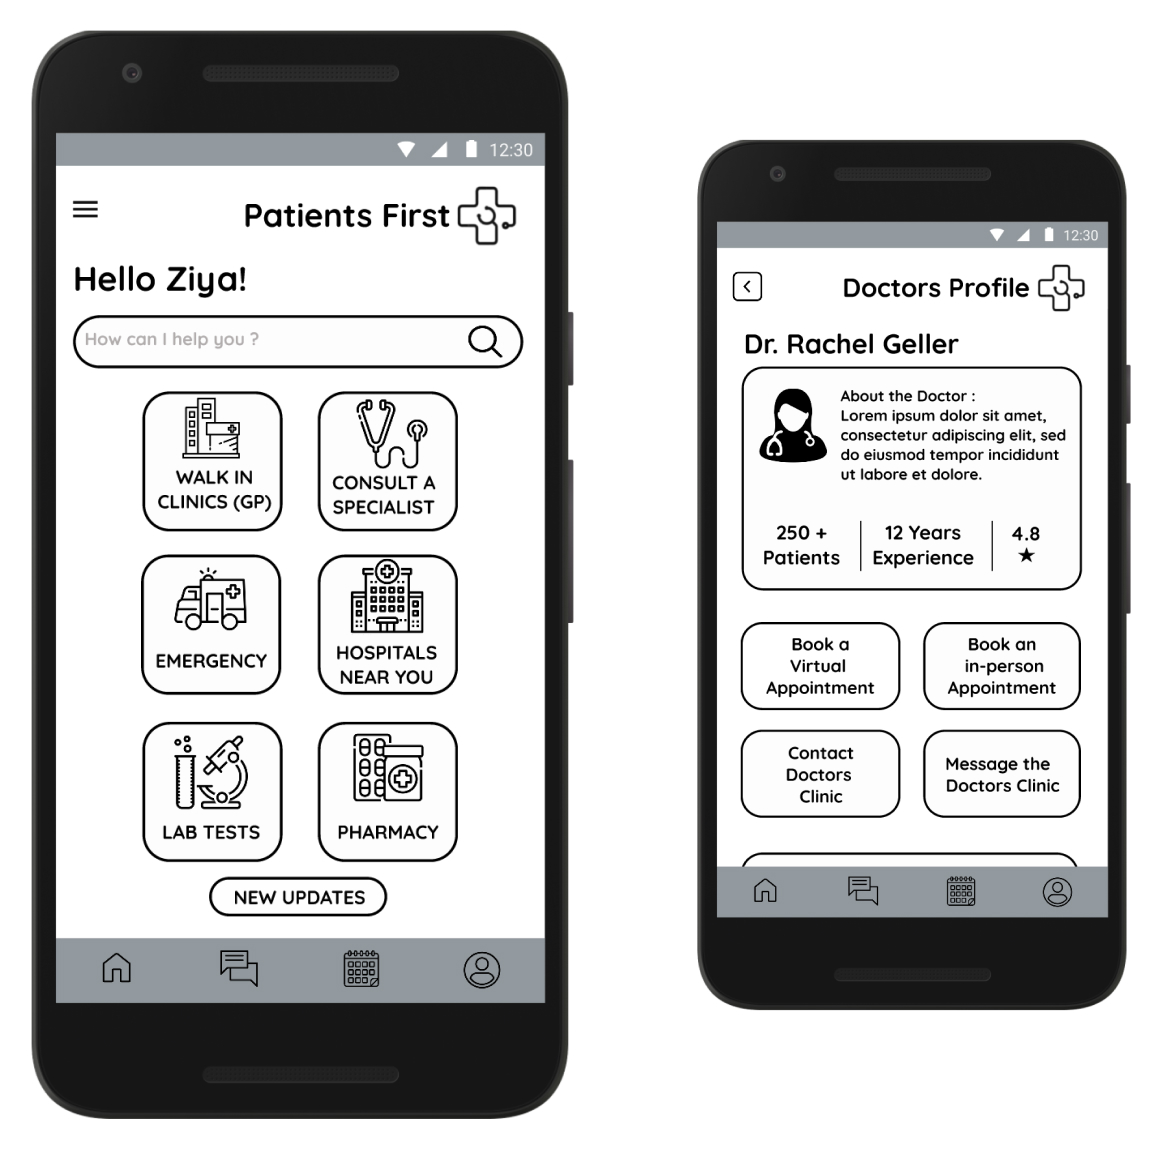 12:30
Patients First
Hello Ziya!
How can I help you ?
WALK IN
CLINICS (GP)
CONSULT A
SPECIALIST
EMERGENCY
HOSPITALS
NEAR YOU
LAB TESTS
PHARMACY
NEW UPDATES
12:30
Doctors Profile
Dr. Rachel Geller
About the Doctor :
Lorem ipsum dolor sit amet,
consectetur adipiscing elit, sed
do eiusmod tempor incididunt
ut labore et dolore.
250 +
Patients
12 Years
Experience
4.8
★
Book a
Virtual
Appointment
Book an
in-person
Appointment
Contact
Doctors
Clinic
Message the
Doctors Clinic